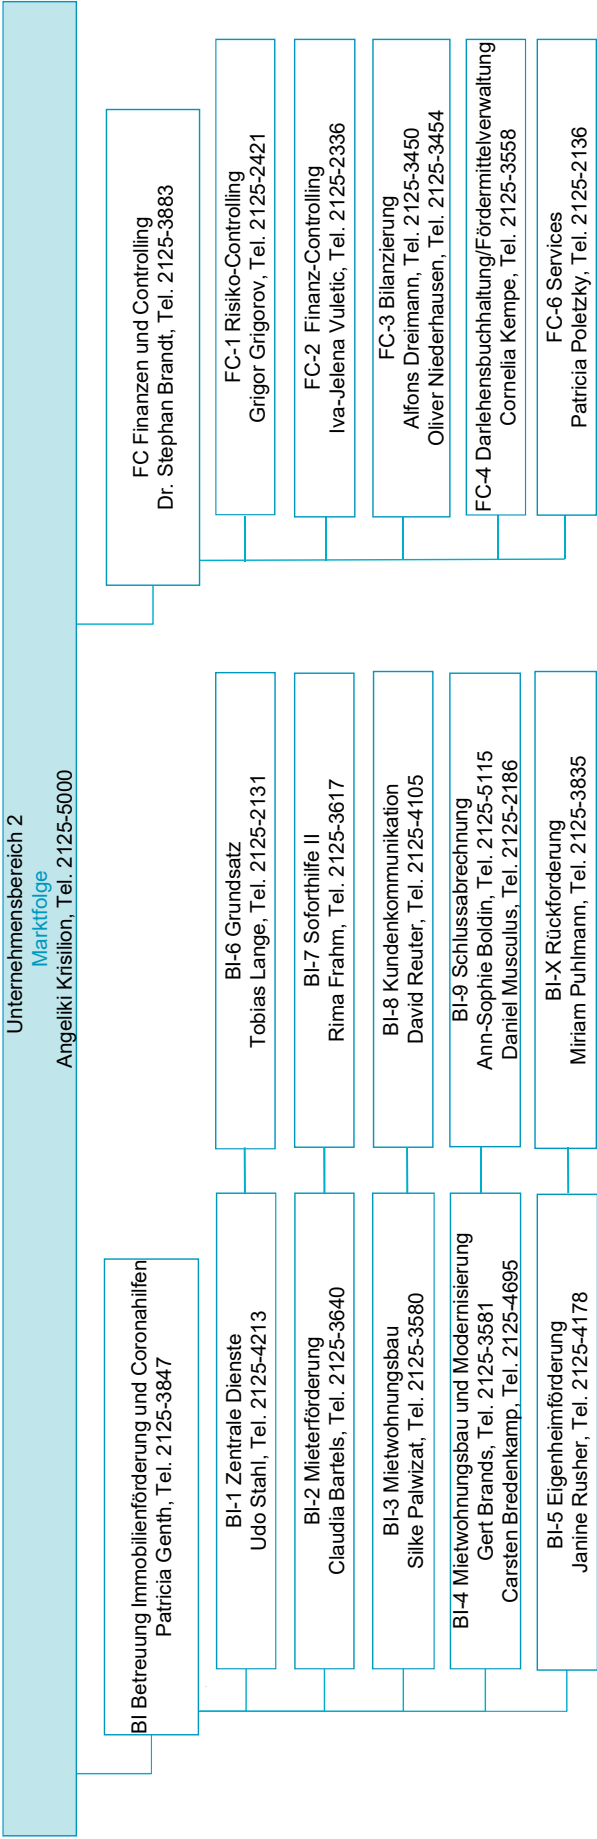 Unternehmensbereich 2
Marktfolge
Angeliki Krisilion, Tel. 2125-5000
BI Betreuung Immobilienförderung und Coronahilfen
Patricia Genth, Tel. 2125-3847
BI-1 Zentrale Dienste
Udo Stahl, Tel. 2125-4213
BI-2 Mieterförderung
Claudia Bartels, Tel. 2125-3640
BI-3 Mietwohnungsbau
Silke Palwizat, Tel. 2125-3580
BI-4 Mietwohnungsbau und Modernisierung
Gert Brands, Tel. 2125-3581
Carsten Bredenkamp, Tel. 2125-4695
BI-5 Eigenheimförderung
Janine Rusher, Tel. 2125-4178
BI-6 Grundsatz
Tobias Lange, Tel. 2125-2131
BI-7 Soforthilfe II
Rima Frahm, Tel. 2125-3617
BI-8 Kundenkommunikation
David Reuter, Tel. 2125-4105
BI-9 Schlussabrechnung
Ann-Sophie Boldin, Tel. 2125-5115
Daniel Musculus, Tel. 2125-2186
BI-X Rückforderung
Miriam Puhlmann, Tel. 2125-3835
FC Finanzen und Controlling
Dr. Stephan Brandt, Tel. 2125-3883
FC-1 Risiko-Controlling
Grigor Grigorov, Tel. 2125-2421
FC-2 Finanz-Controlling
Iva-Jelena Vuletic, Tel. 2125-2336
FC-3 Bilanzierung
Alfons Dreimann, Tel. 2125-3450
Oliver Niederhausen, Tel. 2125-3454
FC-4 Darlehensbuchhaltung/Fördermittelverwaltung
Cornelia Kempe, Tel. 2125-3558
FC-6 Services
Patricia Poletzky, Tel. 2125-2136